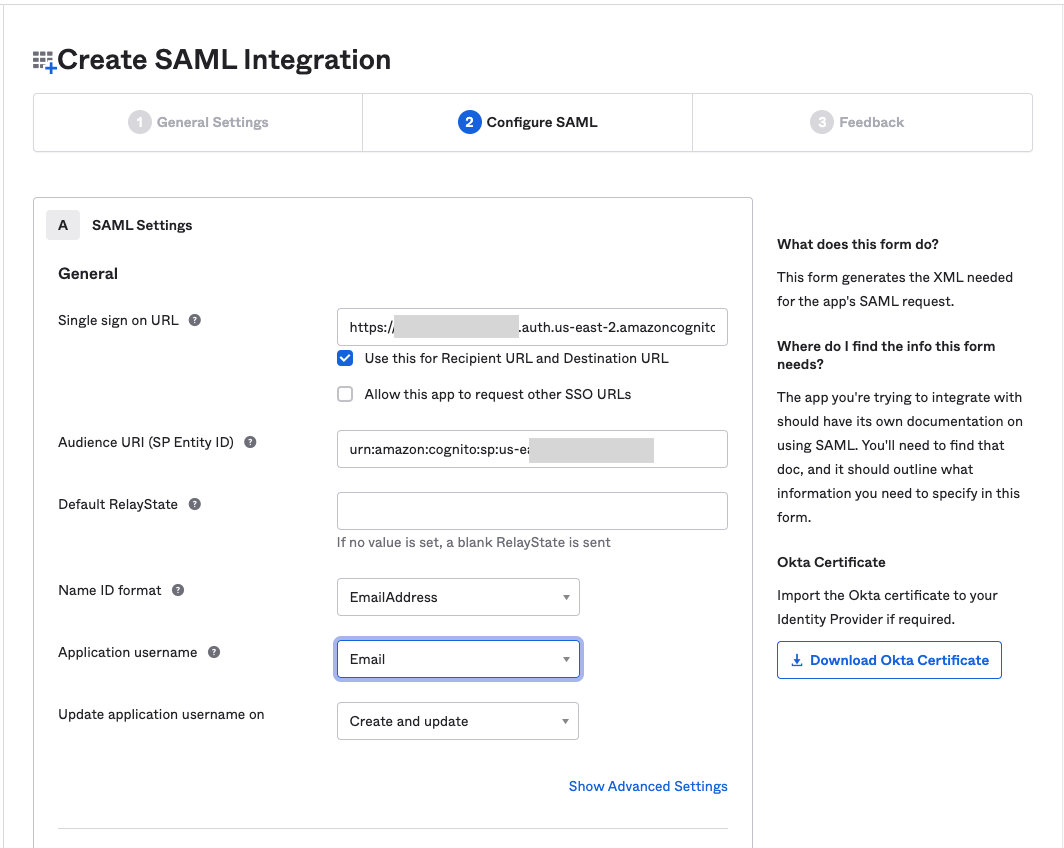 Create SAML Integration
1 General Settings
2 Configure SAML
3 Feedback
A SAML Settings
General
Single sign on URL ?
https:// .auth.us-east-2.amazoncognito
Use this for Recipient URL and Destination URL
Allow this app to request other SSO URLs
Audience URI (SP Entity ID) ?
urn:amazon:cognito:sp:us-ea
Default RelayState ?
If no value is set, a blank RelayState is sent
Name ID format ?
EmailAddress
Application username ?
Email
Update application username on
Create and update
Show Advanced Settings
What does this form do?
This form generates the XML needed
for the app's SAML request.
Where do I find the info this form
needs?
The app you're trying to integrate with
should have its own documentation on
using SAML. You'll need to find that
doc, and it should outline what
information you need to specify in this
form.
Okta Certificate
Import the Okta certificate to your
Identity Provider if required.
Download Okta Certificate